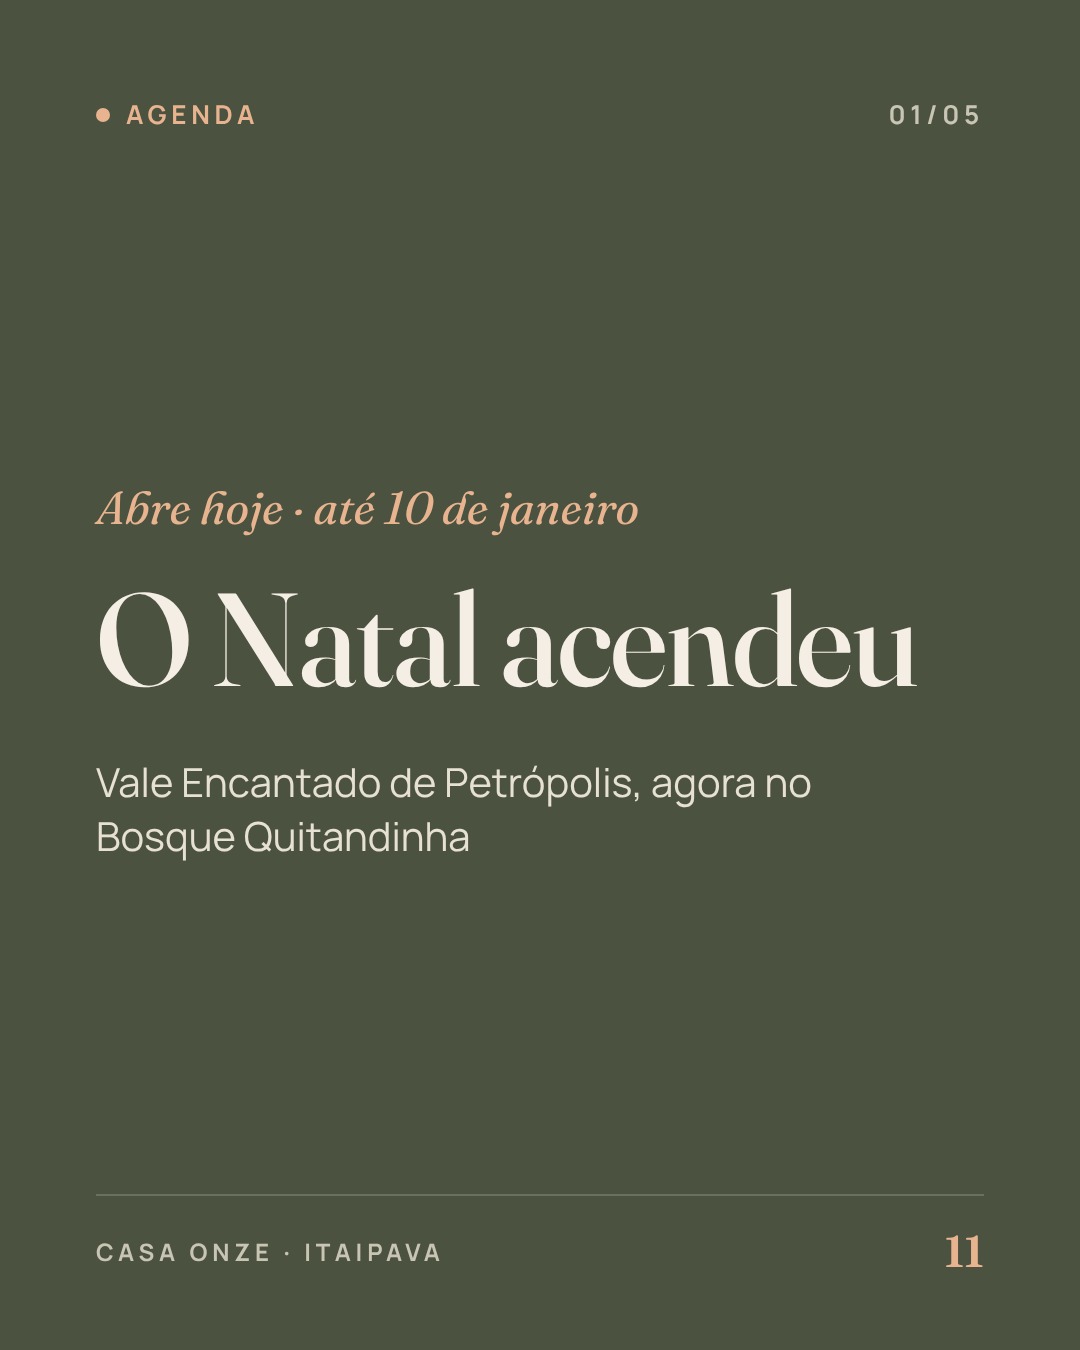 AGENDA
01/05
Abre hoje · até 10 de janeiro
O Natal acendeu
Vale Encantado de Petrópolis, agora no
Bosque Quitandinha
CASA ONZE · ITAIPAVA
11